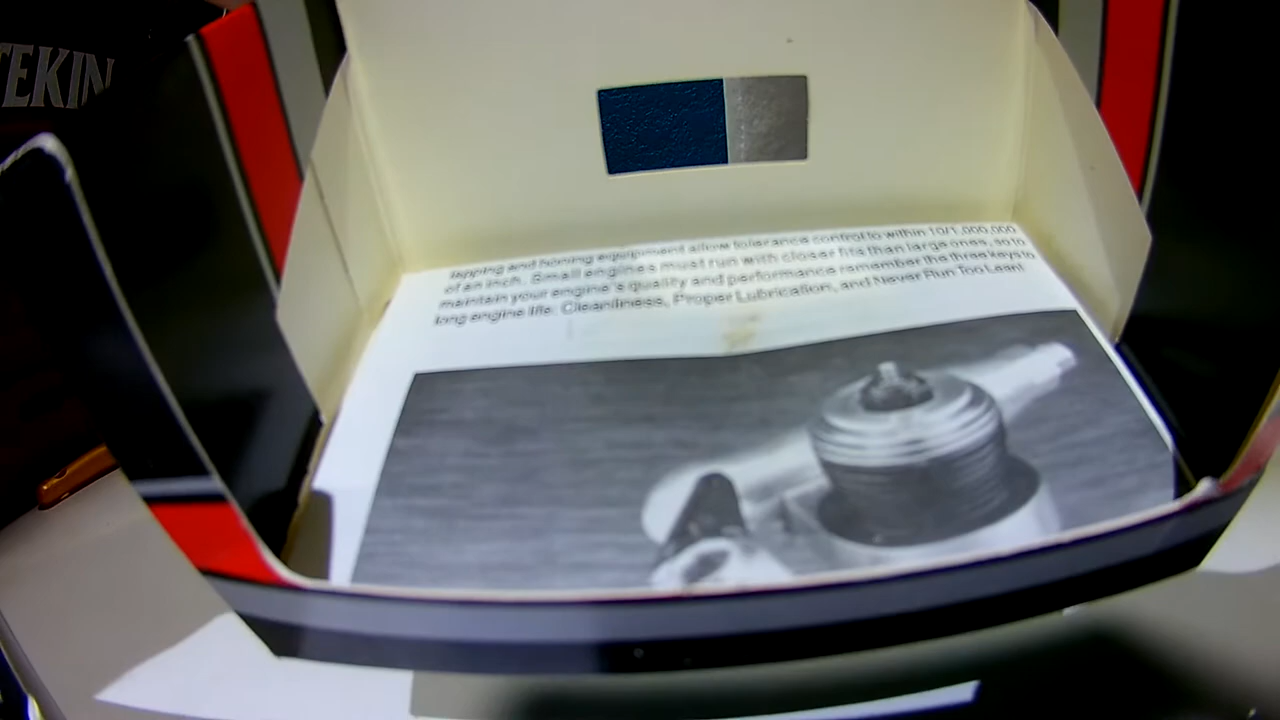 TEKIN
lapping and honing equipment allow tolerance control to within 10/1,000,000
of an inch. Small engines must run with closer fits than large ones, so to
maintain your engine's quality and performance remember the three keys to
long engine life: Cleanliness, Proper Lubrication, and Never Run Too Lean!